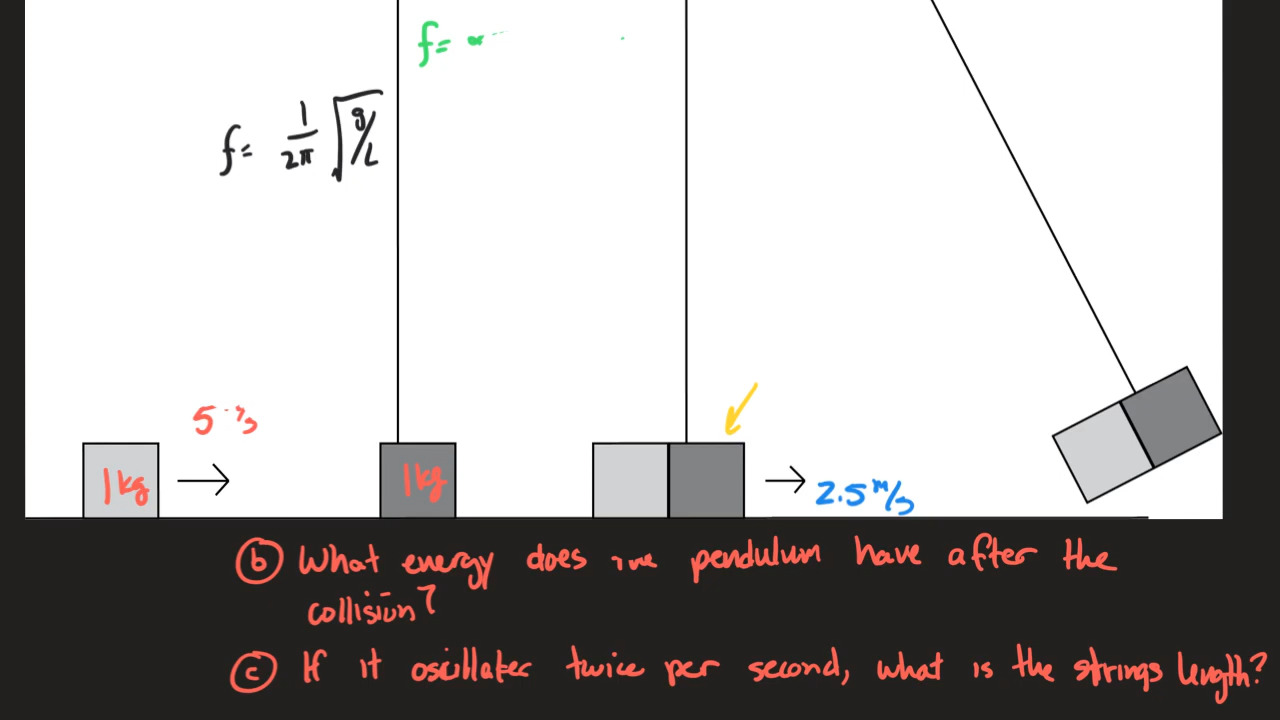 f=
f= 1/2π √g/L
5 m/s
1kg
1kg
2.5 m/s
(b) What energy does the pendulum have after the
collision?
(c) If it oscillates twice per second, what is the strings length?